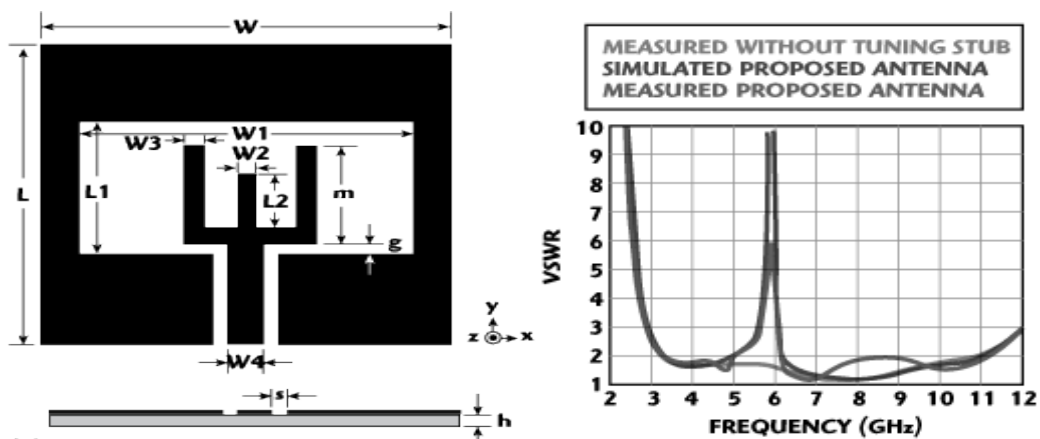 W
W1
W3
W2
L
L1
L2
m
g
y
z
x
W4
s
h
MEASURED WITHOUT TUNING STUB
SIMULATED PROPOSED ANTENNA
MEASURED PROPOSED ANTENNA
10
9
8
7
6
5
4
3
2
1
VSWR
2 3 4 5 6 7 8 9 10 11 12
FREQUENCY (GHz)